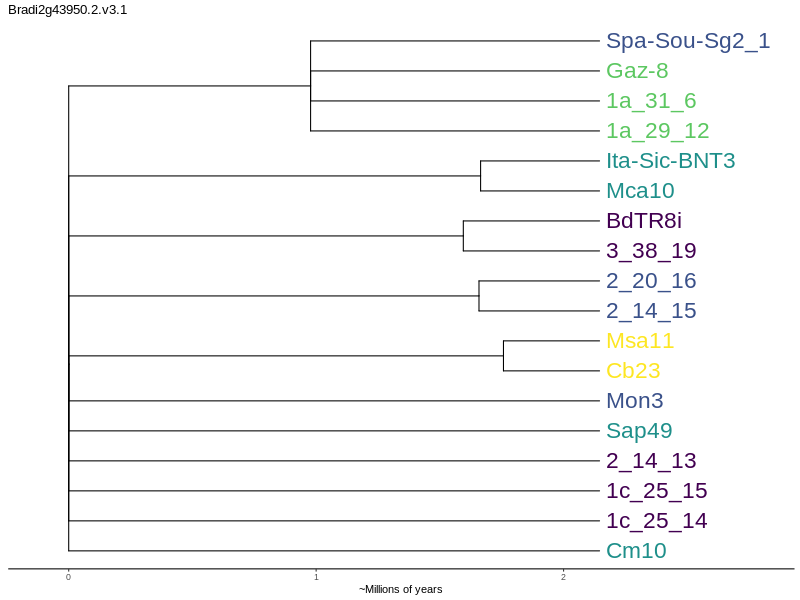 Bradi2g43950.2.v3.1
Spa-Sou-Sg2_1
Gaz-8
1a_31_6
1a_29_12
Ita-Sic-BNT3
Mca10
BdTR8i
3_38_19
2_20_16
2_14_15
Msa11
Cb23
Mon3
Sap49
2_14_13
1c_25_15
1c_25_14
Cm10
0 1 2
~Millions of years